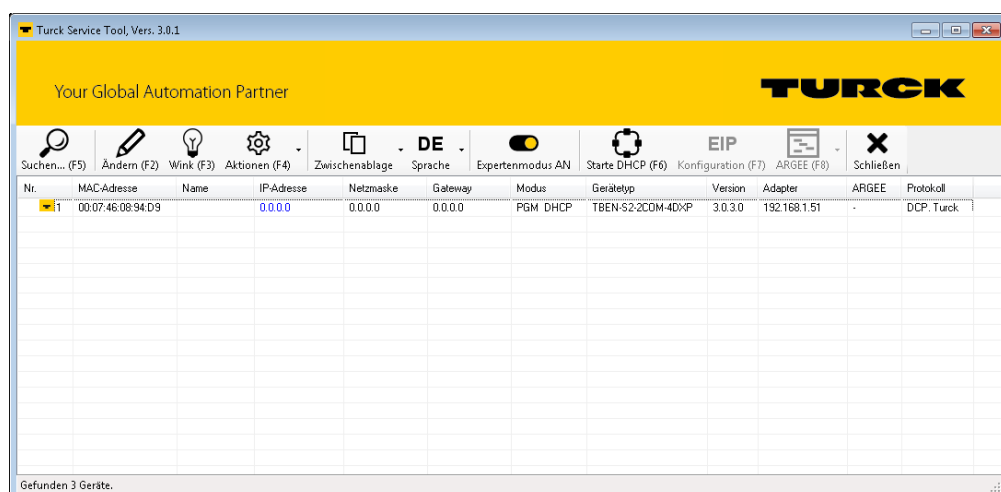 Turck Service Tool, Vers. 3.0.1
Your Global Automation Partner
TURCK
Suchen... (F5) Ändern (F2) Wink (F3) Aktionen (F4) Zwischenablage DE Sprache Expertenmodus AN Starte DHCP (F6) EIP Konfiguration (F7) ARGEE (F8) Schließen
Nr. MAC-Adresse Name IP-Adresse Netzmaske Gateway Modus Gerätetyp Version Adapter ARGEE Protokoll
1 00:07:46:08:94:D9 0.0.0.0 0.0.0.0 0.0.0.0 PGM_DHCP TBEN-S2-2COM-4DXP 3.0.3.0 192.168.1.51 - DCP, Turck
Gefunden 3 Geräte.